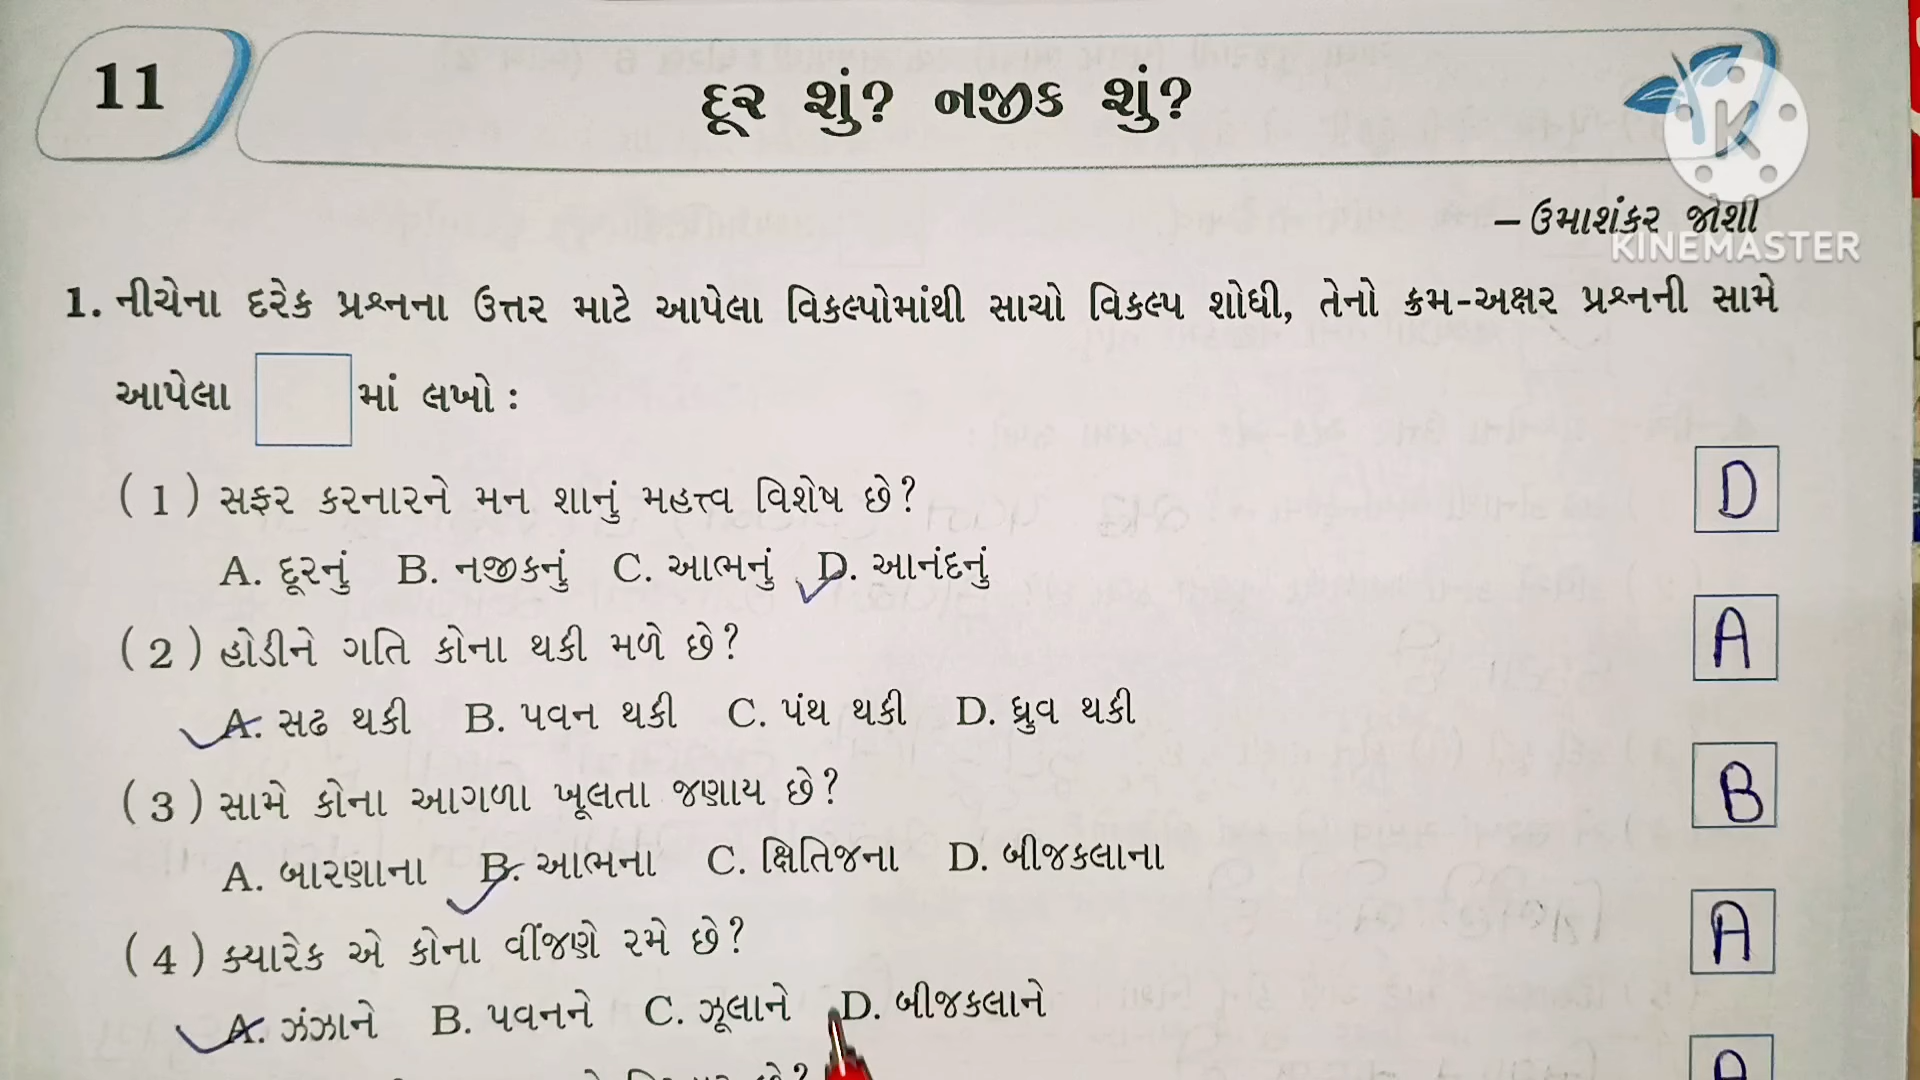 11
દૂર શું? નજીક શું?
– ઉમાશંકર જોશી
KINEMASTER
1. નીચેના દરેક પ્રશ્નના ઉત્તર માટે આપેલા વિકલ્પોમાંથી સાચો વિકલ્પ શોધી, તેનો ક્રમ-અક્ષર પ્રશ્નની સામે
આપેલા માં લખો :
(1) સફર કરનારને મન શાનું મહત્ત્વ વિશેષ છે? D
A. દૂરનું B. નજીકનું C. આભનું D. આનંદનું
(2) હોડીને ગતિ કોના થકી મળે છે? A
A. સઢ થકી B. પવન થકી C. પંથ થકી D. ધ્રુવ થકી
(3) સામે કોના આગળા ખૂલતા જણાય છે? B
A. બારણાના B. આભના C. ક્ષિતિજના D. બીજકલાના
(4) ક્યારેક એ કોના વીંજણે રમે છે? A
A. ઝંઝાને B. પવનને C. ઝૂલાને D. બીજકલાને